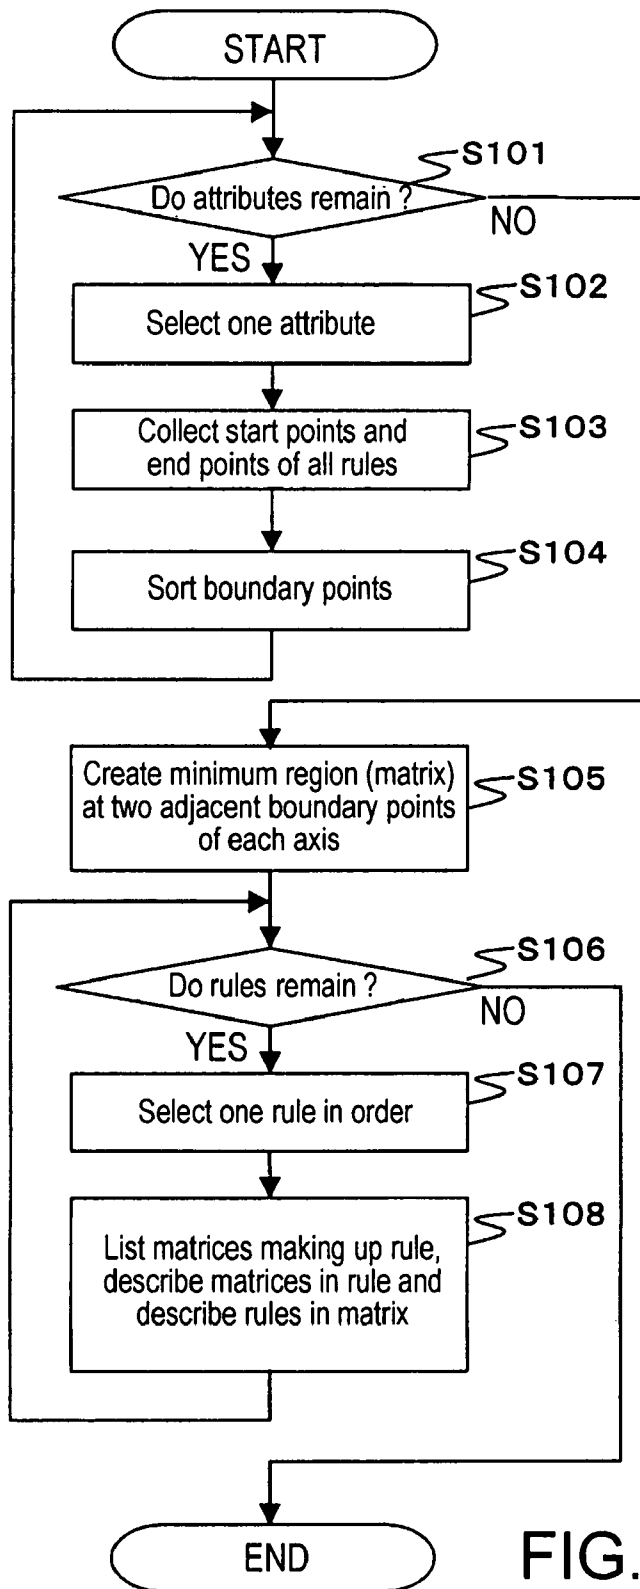 START
S101
Do attributes remain ?
NO
YES
S102
Select one attribute
S103
Collect start points and
end points of all rules
S104
Sort boundary points
S105
Create minimum region (matrix)
at two adjacent boundary points
of each axis
S106
Do rules remain ?
NO
YES
S107
Select one rule in order
S108
List matrices making up rule,
describe matrices in rule and
describe rules in matrix
END
FIG.